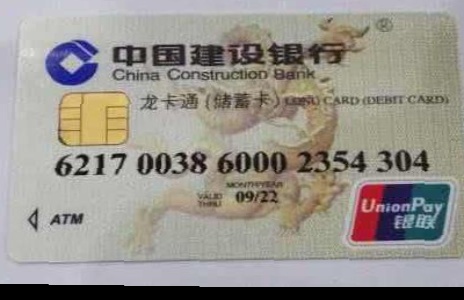 中国建设银行®
China Construction Bank
龙卡通(储蓄卡) LONG CARD (DEBIT CARD)
6217 0038 6000 2354 304
MONTH/YEAR
VALID THRU 09/22
ATM
UnionPay
银联